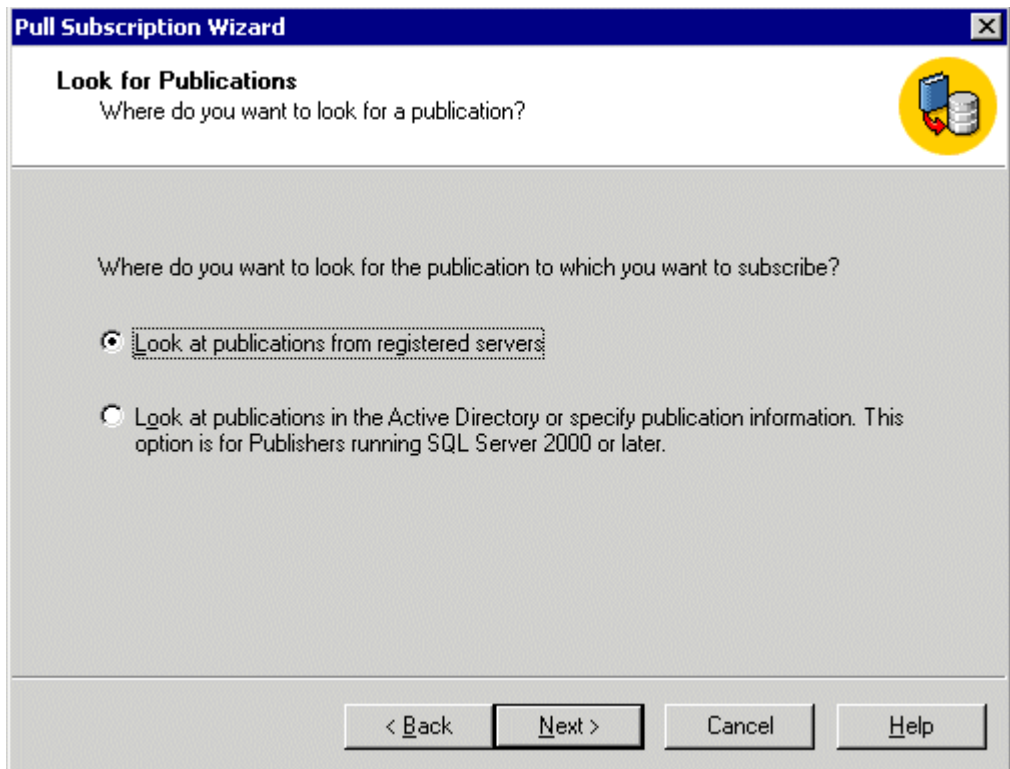 Pull Subscription Wizard
Look for Publications
Where do you want to look for a publication?
Where do you want to look for the publication to which you want to subscribe?
Look at publications from registered servers
Look at publications in the Active Directory or specify publication information. This
option is for Publishers running SQL Server 2000 or later.
< Back Next > Cancel Help